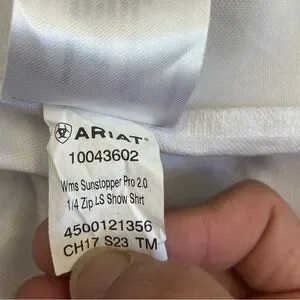 ARIAT
10043602
Wms Sunstopper Pro 2.0
1/4 Zip LS Show Shirt
4500121356
CH17 S23 TM